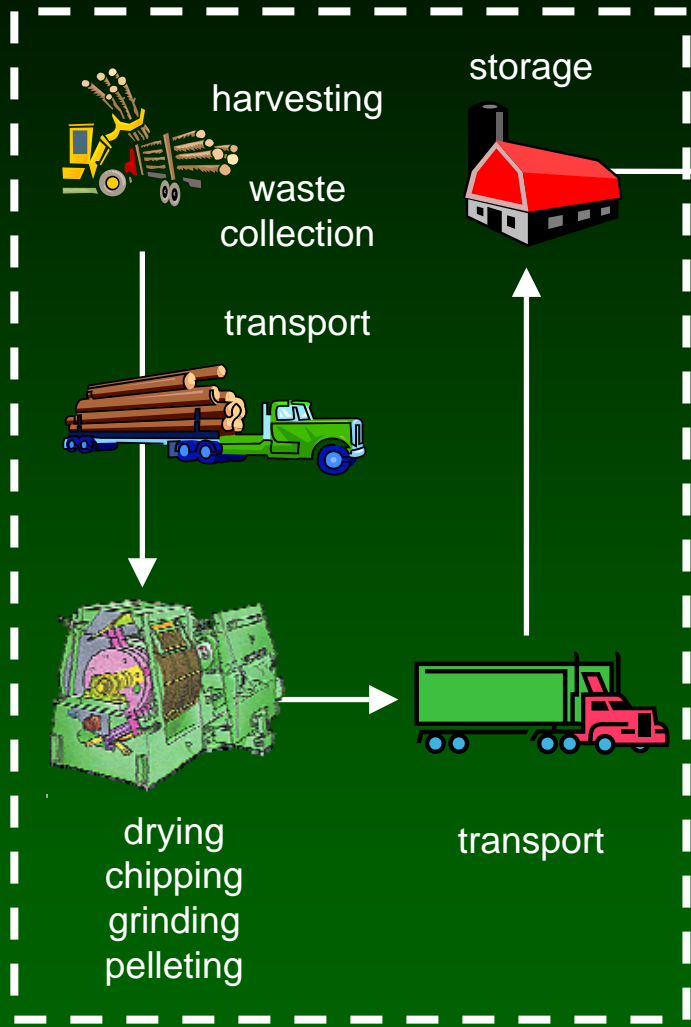 harvesting
waste
collection
transport
drying
chipping
grinding
pelleting
transport
storage